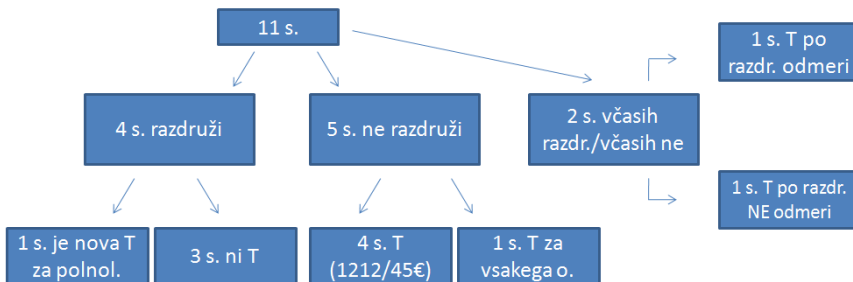 11 s.
1 s. T po
razdr. odmeri
4 s. razdruži
5 s. ne razdruži
2 s. včasih
razdr./včasih ne
1 s. T po razdr.
NE odmeri
1 s. je nova T
za polnol.
3 s. ni T
4 s. T
(1212/45€)
1 s. T za
vsakega o.